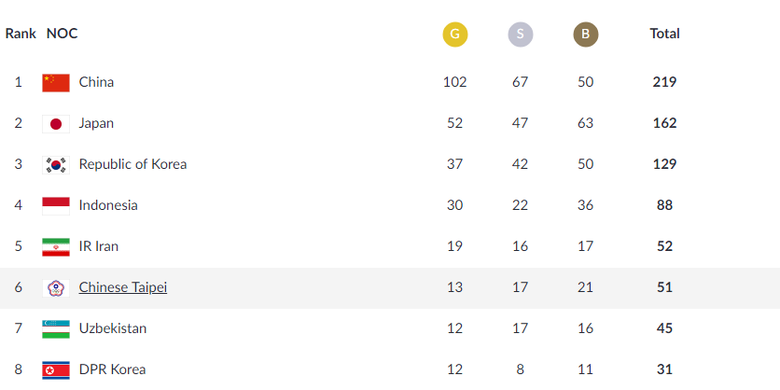 Rank NOC G S B Total
1 China 102 67 50 219
2 Japan 52 47 63 162
3 Republic of Korea 37 42 50 129
4 Indonesia 30 22 36 88
5 IR Iran 19 16 17 52
6 Chinese Taipei 13 17 21 51
7 Uzbekistan 12 17 16 45
8 DPR Korea 12 8 11 31